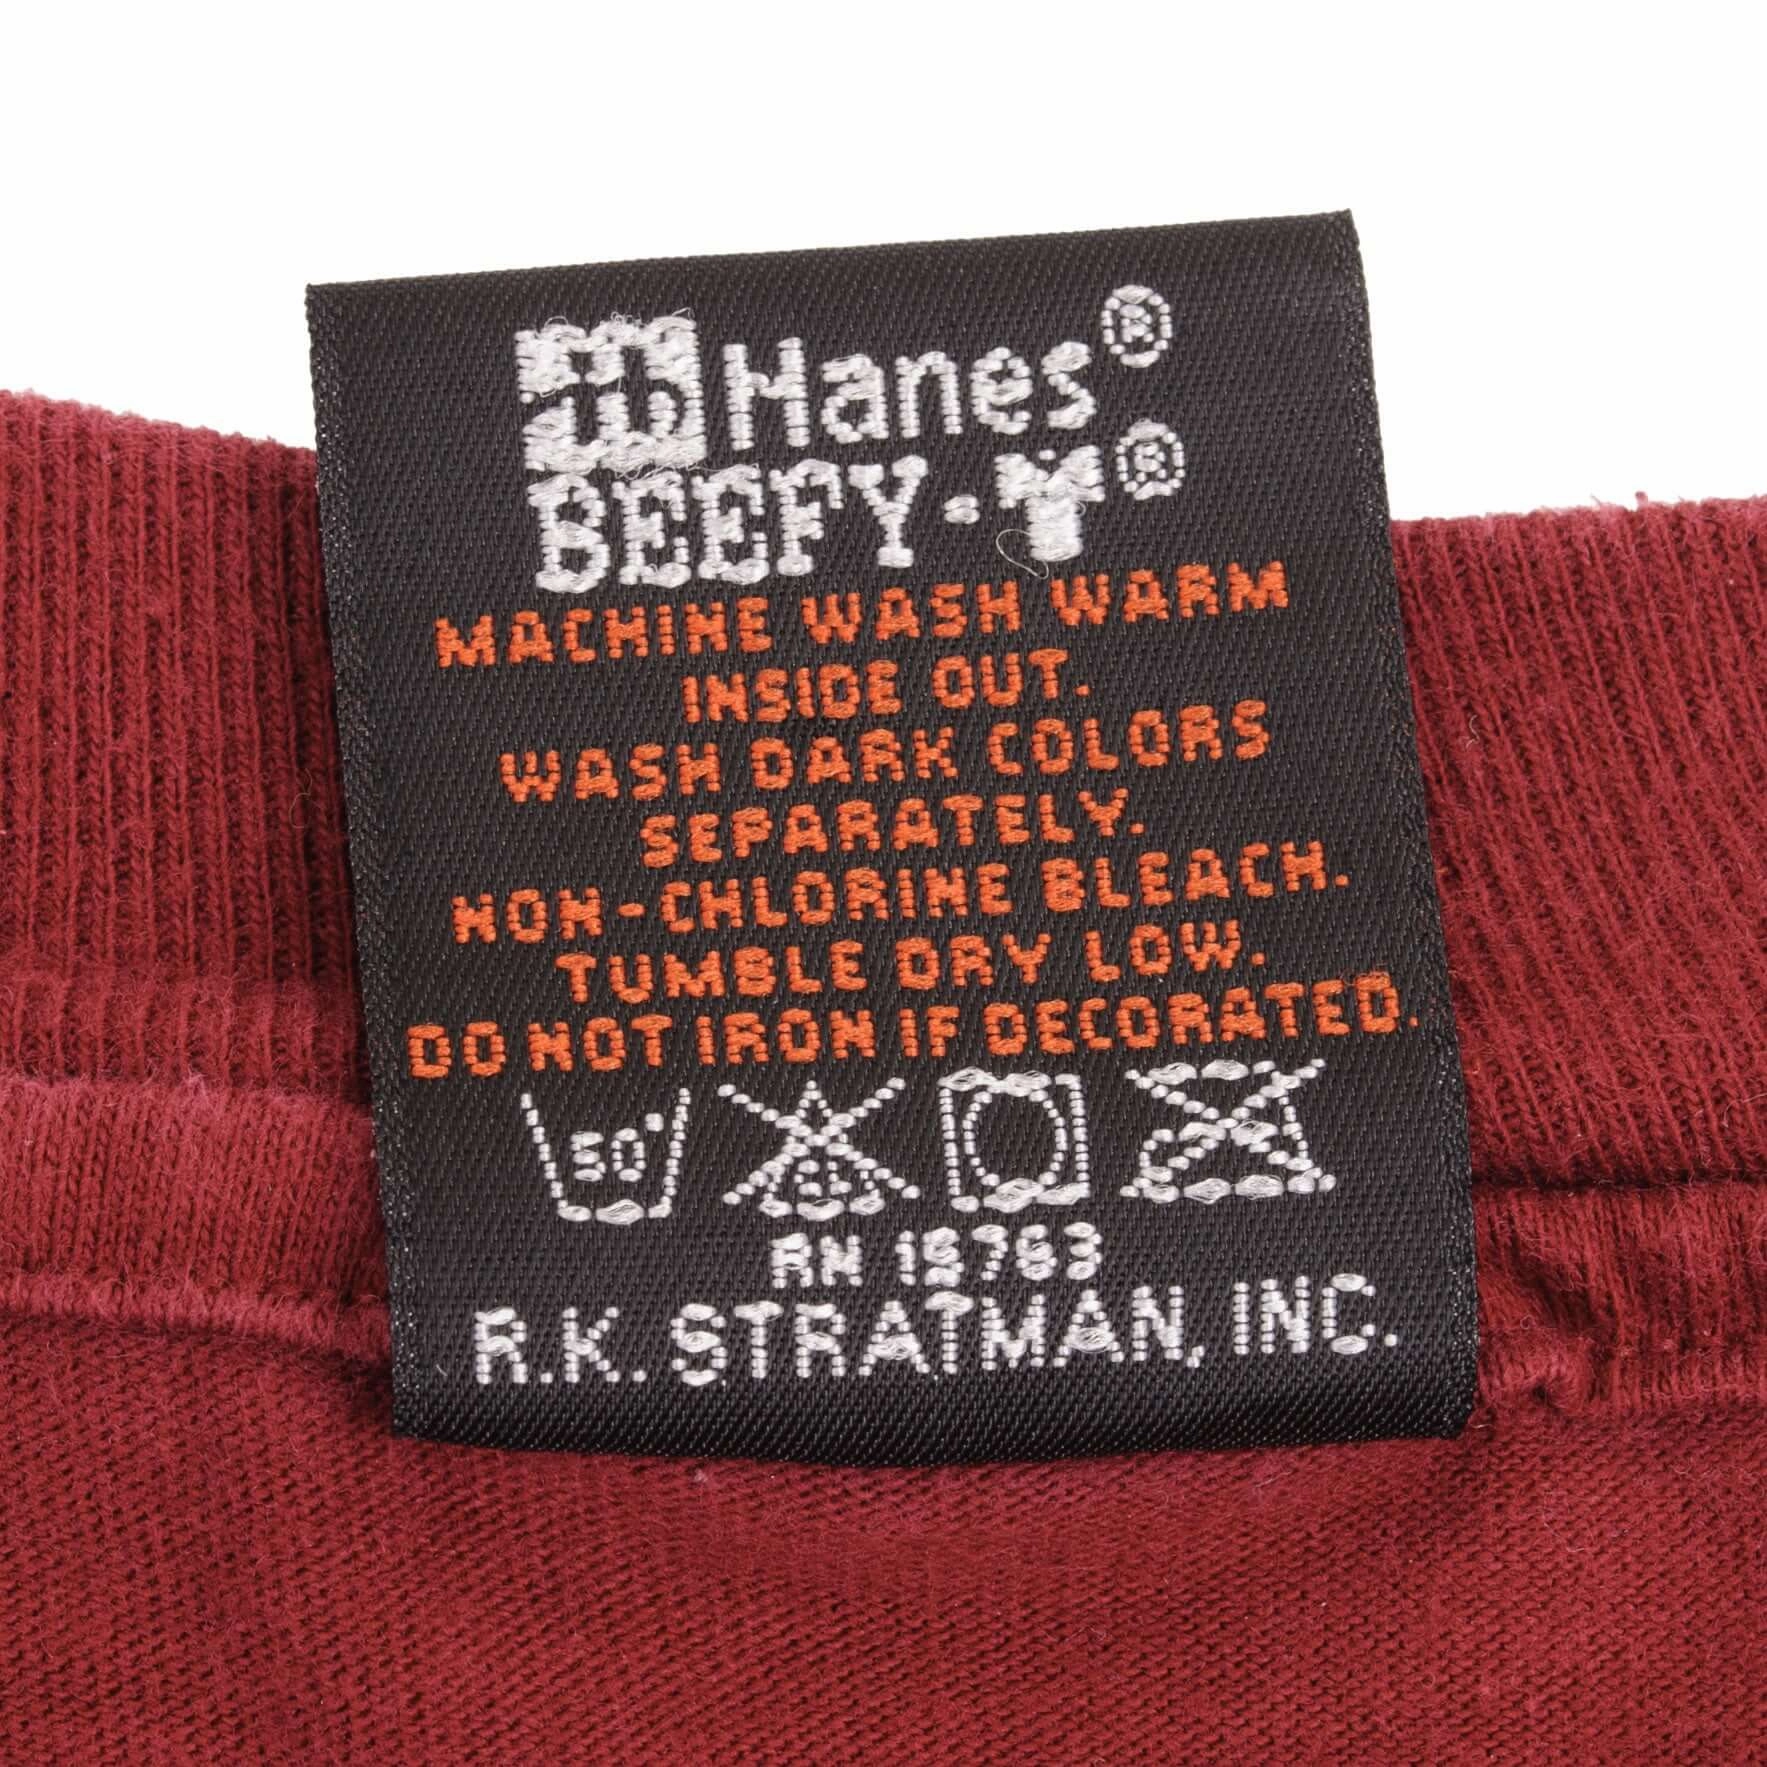 Hanes®
BEEFY-T®
MACHINE WASH WARM
INSIDE OUT.
WASH DARK COLORS
SEPARATELY.
NON-CHLORINE BLEACH.
TUMBLE DRY LOW.
DO NOT IRON IF DECORATED.
50° CL
RN 15763
R.K. STRATMAN, INC.